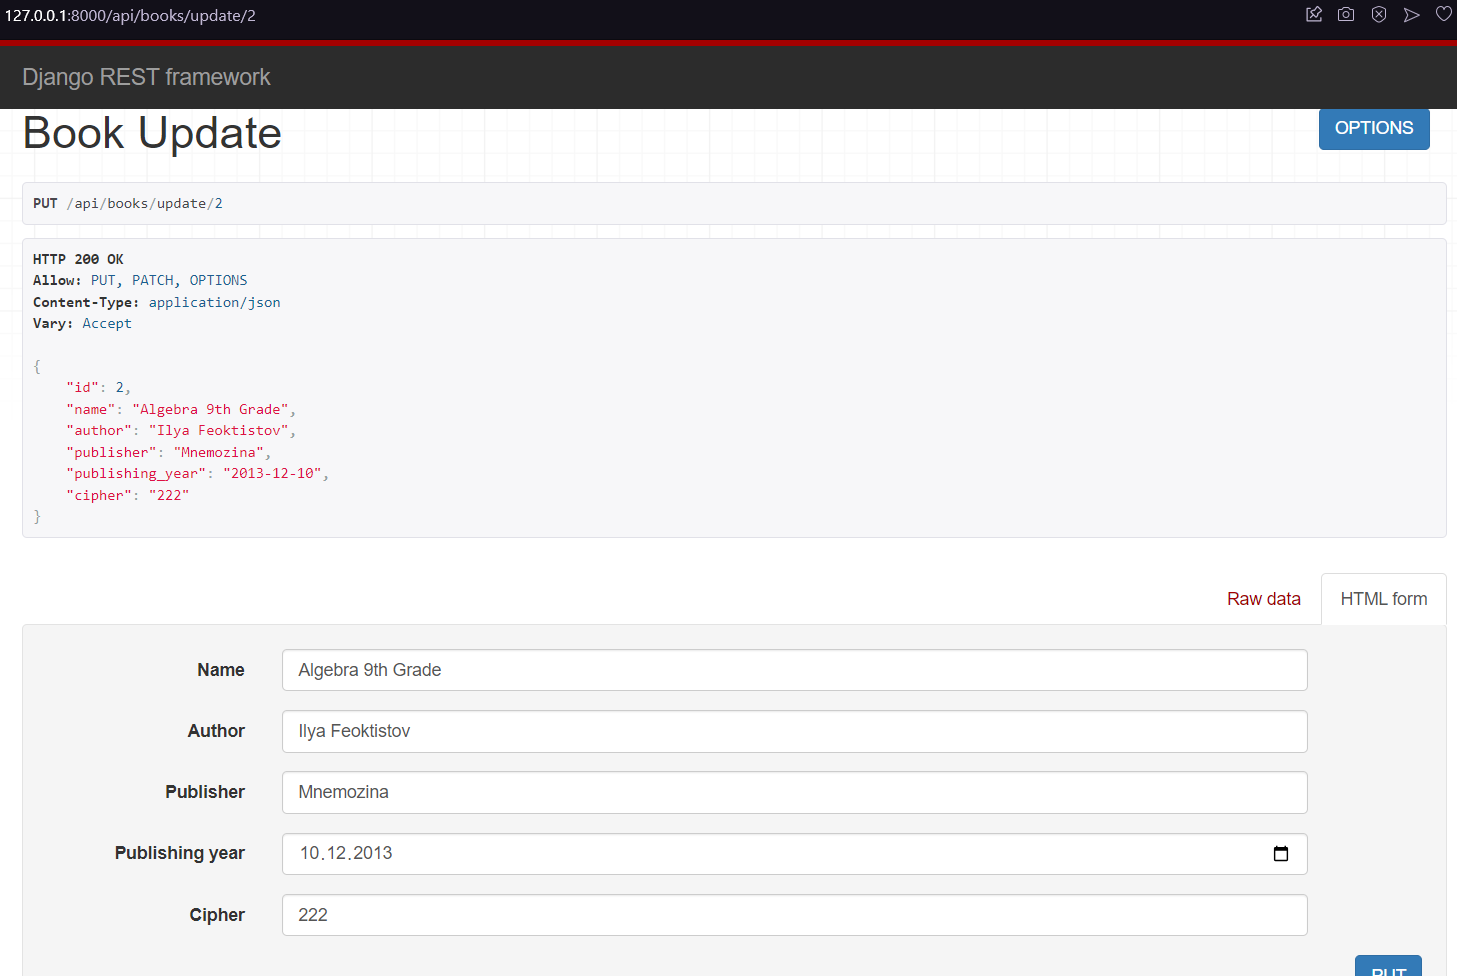 127.0.0.1:8000/api/books/update/2
Django REST framework
Book Update
OPTIONS
PUT /api/books/update/2
HTTP 200 OK
Allow: PUT, PATCH, OPTIONS
Content-Type: application/json
Vary: Accept
{
    "id": 2,
    "name": "Algebra 9th Grade",
    "author": "Ilya Feoktistov",
    "publisher": "Mnemozina",
    "publishing_year": "2013-12-10",
    "cipher": "222"
}
Raw data HTML form
Name Algebra 9th Grade
Author Ilya Feoktistov
Publisher Mnemozina
Publishing year 10.12.2013
Cipher 222
PUT